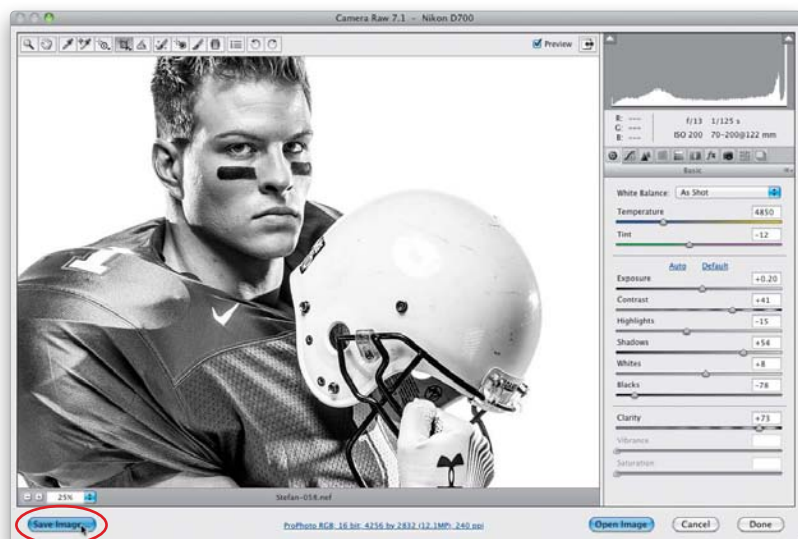 Camera Raw 7.1 – Nikon D700
Preview
R: ---
G: ---
B: ---
f/13 1/125 s
ISO 200 70–200@122 mm
Basic
White Balance: As Shot
Temperature 4850
Tint -12
Auto Default
Exposure +0.20
Contrast +41
Highlights -15
Shadows +54
Whites +8
Blacks -78
Clarity +73
Vibrance
Saturation
25%
Stefan-058.nef
Save Image...
ProPhoto RGB; 16 bit; 4256 by 2832 (12.1MP); 240 ppi
Open Image Cancel Done